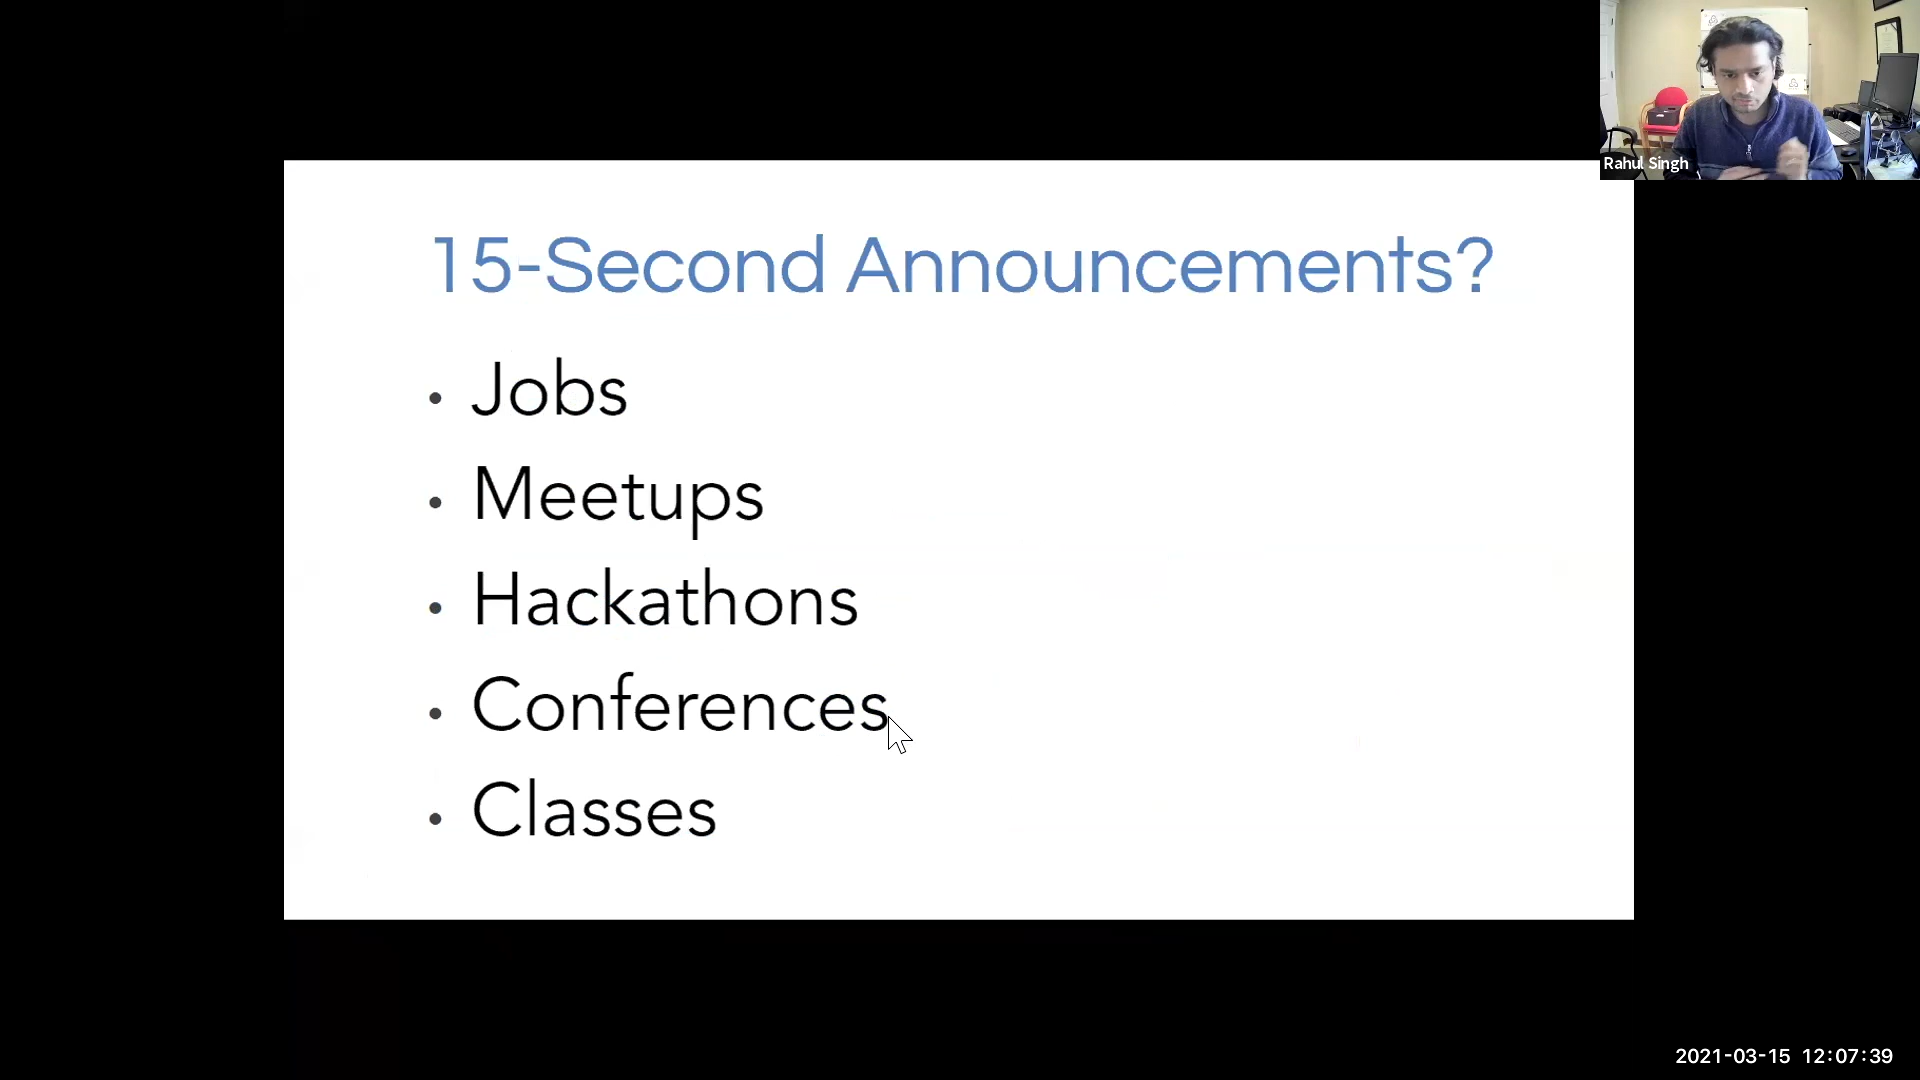 Rahul Singh
15-Second Announcements?
• Jobs
• Meetups
• Hackathons
• Conferences
• Classes
2021-03-15 12:07:39